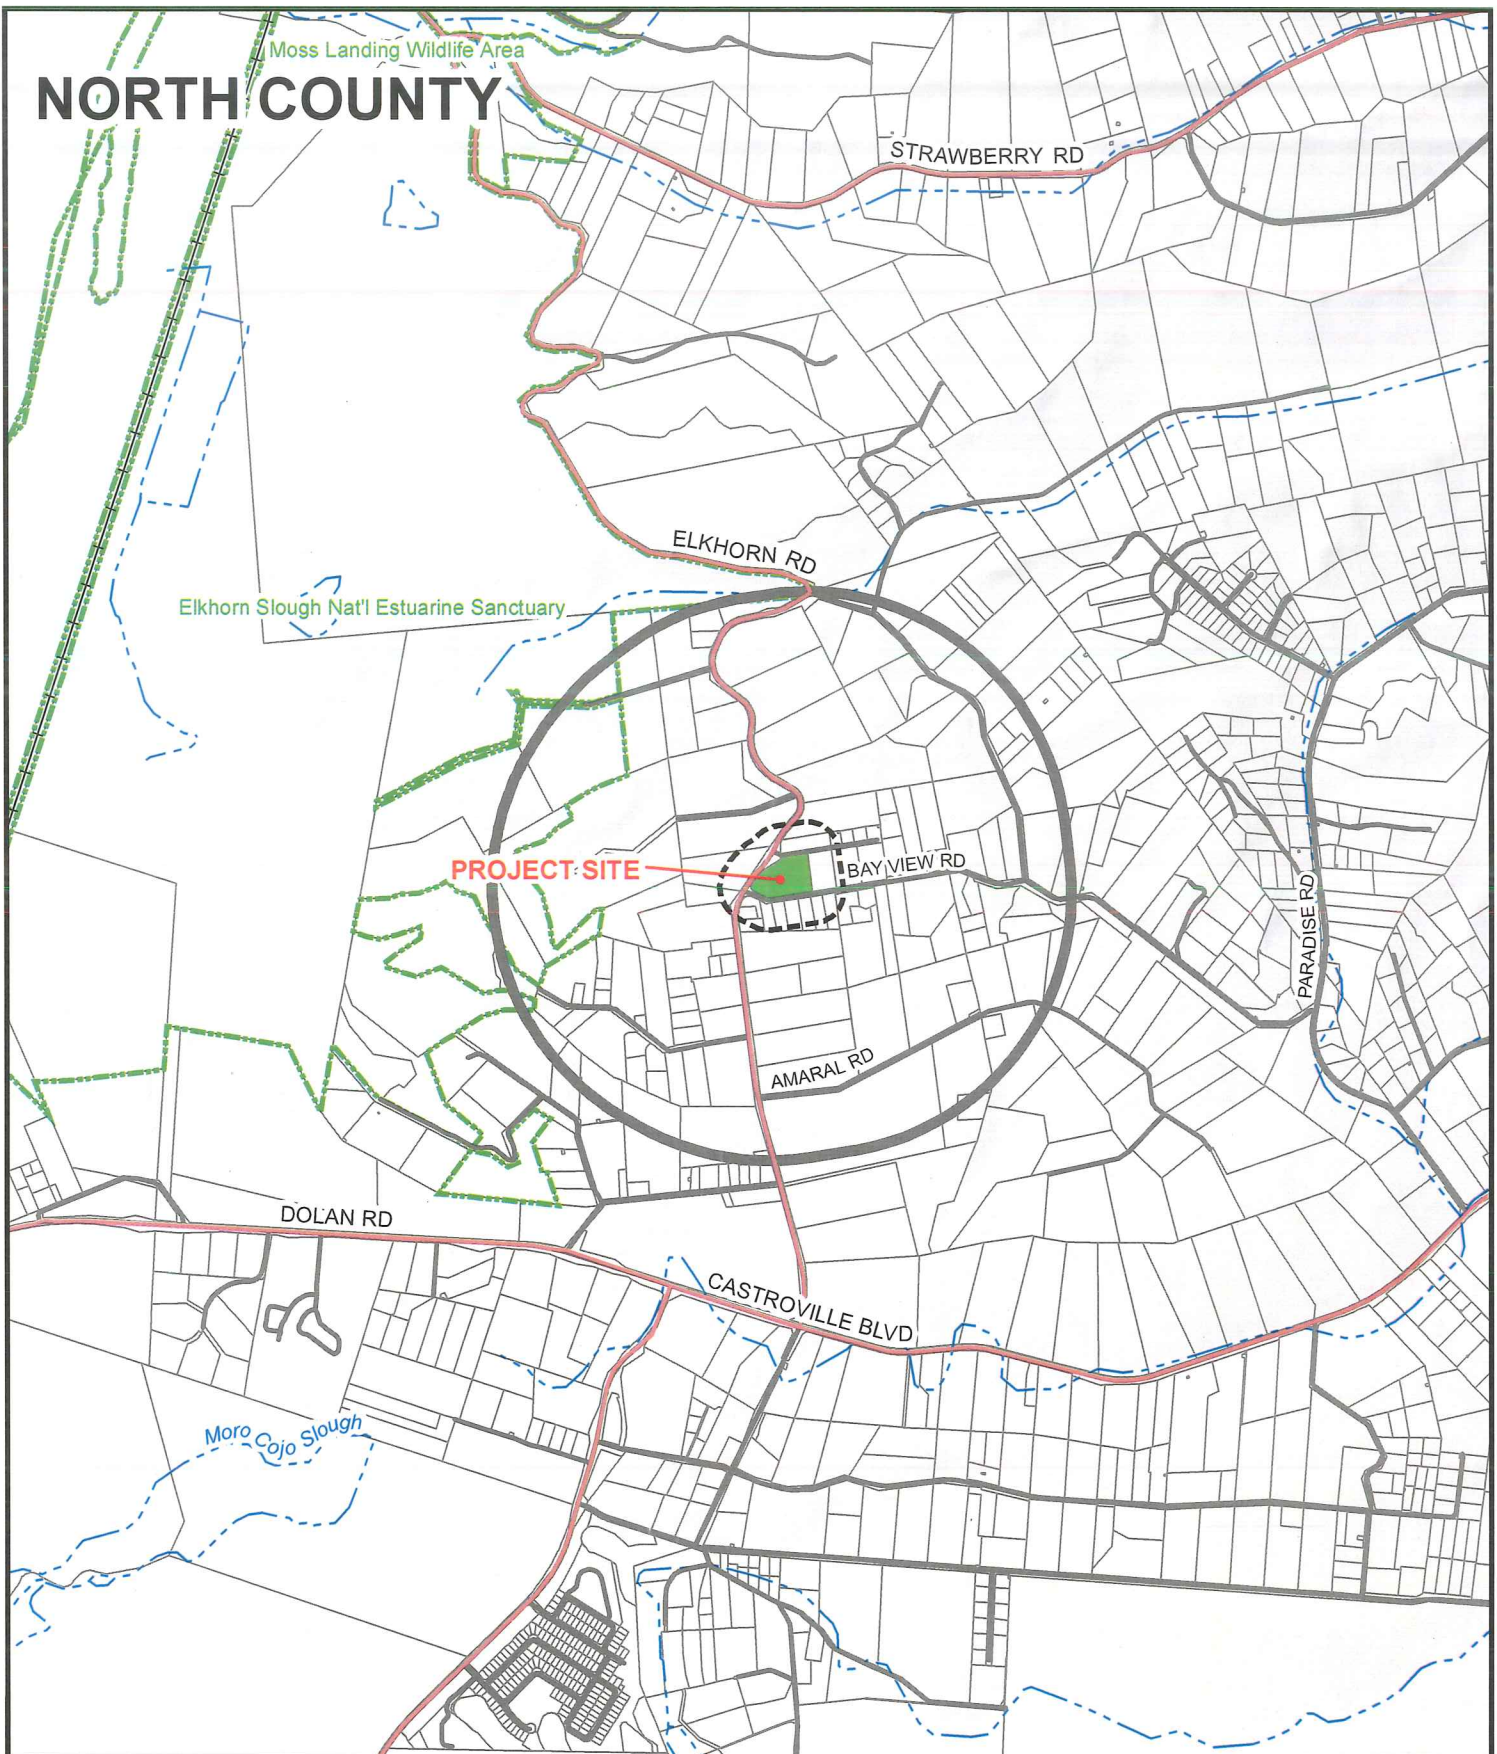 Moss Landing Wildlife Area
NORTH COUNTY
STRAWBERRY RD
ELKHORN RD
Elkhorn Slough Nat'l Estuarine Sanctuary
PROJECT SITE
BAY VIEW RD
PARADISE RD
AMARAL RD
DOLAN RD
CASTROVILLE BLVD
Moro Cojo Slough